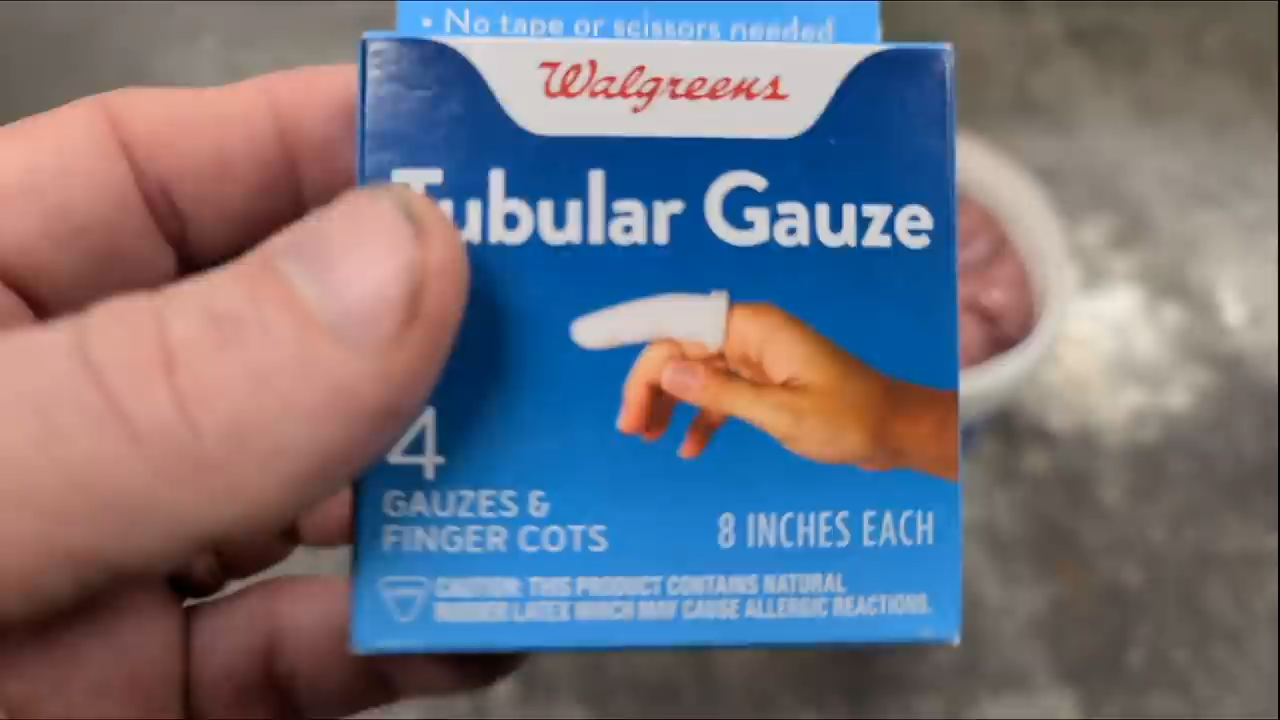 • No tape or scissors needed
Walgreens
Tubular Gauze
4
GAUZES &
FINGER COTS
8 INCHES EACH
CAUTION: THIS PRODUCT CONTAINS NATURAL
RUBBER LATEX WHICH MAY CAUSE ALLERGIC REACTIONS.